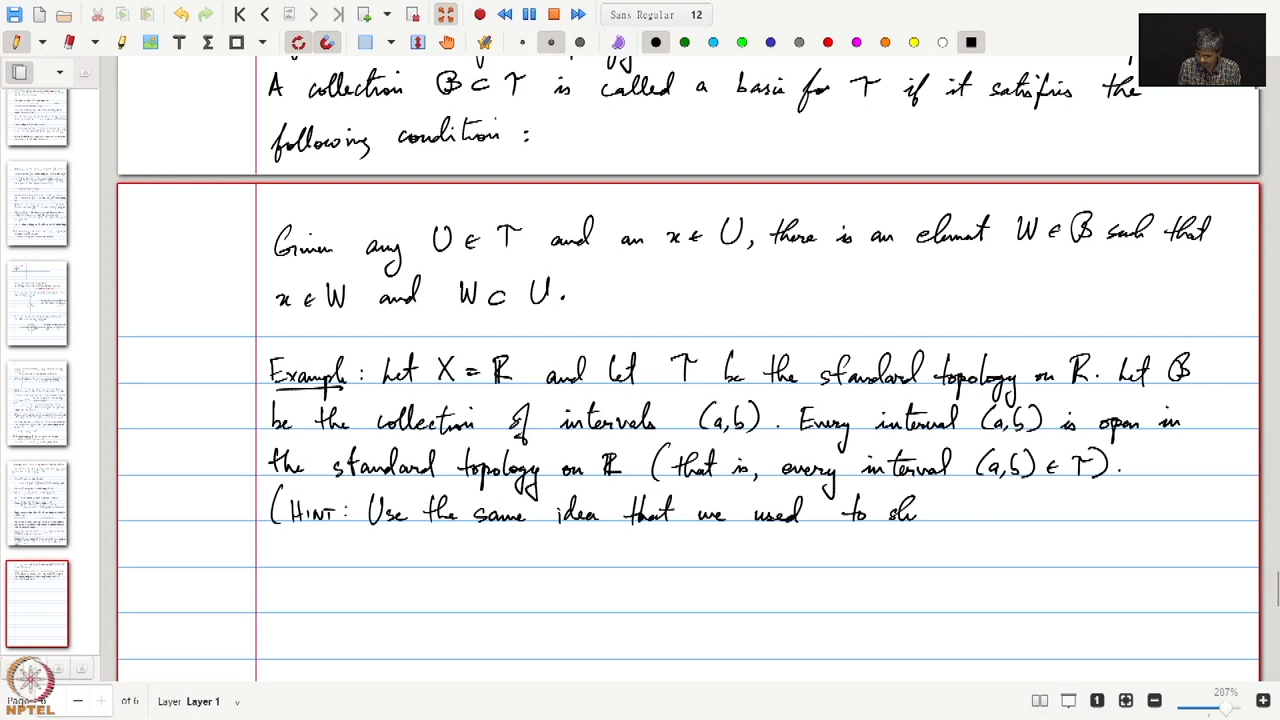 Sans Regular 12
A collection B ⊂ T is called a basis for T if it satisfies the
following condition :
Given any U ∈ T and an x ∈ U, there is an element W ∈ B such that
x ∈ W and W ⊂ U.
Example : Let X = ℝ and let T be the standard topology on ℝ. Let B
be the collection of intervals (a,b). Every interval (a,b) is open in
the standard topology on ℝ (that is, every interval (a,b) ∈ T).
(HINT: Use the same idea that we used to sh
NPTEL
of 6
Layer Layer 1
287%